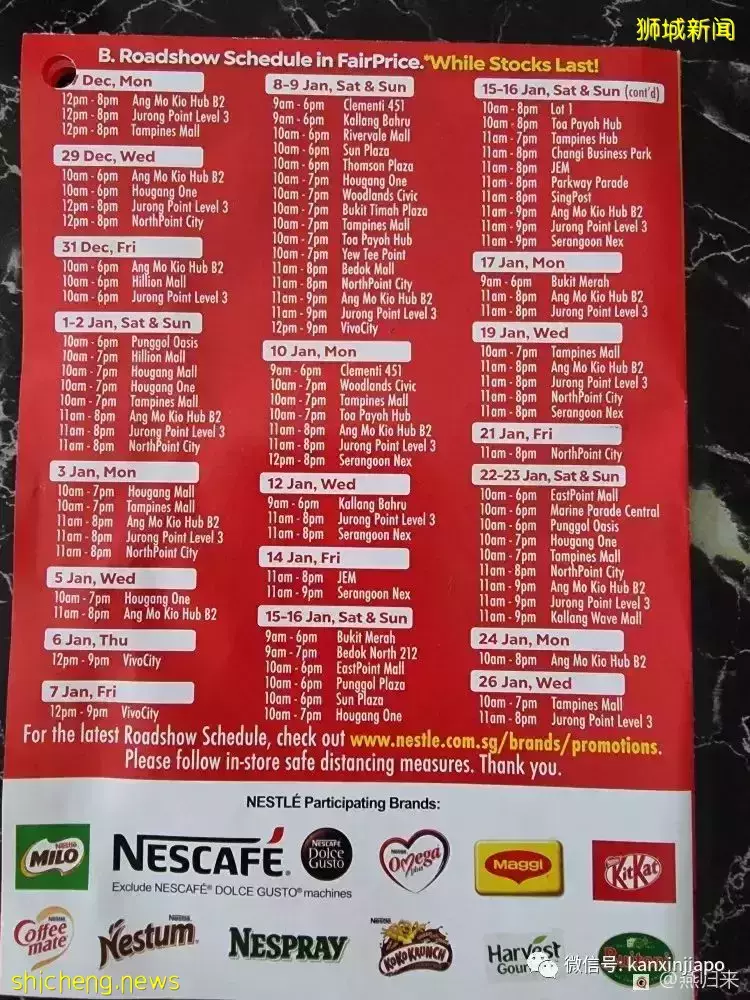 狮城新闻
B. Roadshow Schedule in FairPrice.*While Stocks Last!
7 Dec, Mon
12pm - 8pm Ang Mo Kio Hub B2
12pm - 8pm Jurong Point Level 3
12pm - 8pm Tampines Mall
29 Dec, Wed
10am - 6pm Ang Mo Kio Hub B2
10am - 6pm Hougang One
12pm - 8pm Jurong Point Level 3
12pm - 8pm NorthPoint City
31 Dec, Fri
10am - 6pm Ang Mo Kio Hub B2
10am - 6pm Hillion Mall
10am - 6pm Jurong Point Level 3
1-2 Jan, Sat & Sun
10am - 6pm Punggol Oasis
10am - 7pm Hillion Mall
10am - 7pm Hougang Mall
10am - 7pm Hougang One
10am - 7pm Tampines Mall
11am - 8pm Ang Mo Kio Hub B2
11am - 8pm Jurong Point Level 3
11am - 8pm NorthPoint City
3 Jan, Mon
10am - 7pm Hougang Mall
10am - 7pm Tampines Mall
11am - 8pm Ang Mo Kio Hub B2
11am - 8pm Jurong Point Level 3
11am - 8pm NorthPoint City
5 Jan, Wed
10am - 7pm Hougang One
11am - 8pm Ang Mo Kio Hub B2
6 Jan, Thu
12pm - 9pm VivoCity
7 Jan, Fri
12pm - 9pm VivoCity
8-9 Jan, Sat & Sun
9am - 6pm Clementi 451
9am - 6pm Kallang Bahru
10am - 6pm Rivervale Mall
10am - 6pm Sun Plaza
10am - 6pm Thomson Plaza
10am - 7pm Hougang One
10am - 7pm Woodlands Civic
10am - 7pm Bukit Timah Plaza
10am - 7pm Tampines Mall
10am - 7pm Toa Payoh Hub
10am - 7pm Yew Tee Point
11am - 8pm Bedok Mall
11am - 8pm NorthPoint City
11am - 9pm Ang Mo Kio Hub B2
11am - 9pm Jurong Point Level 3
12pm - 9pm VivoCity
10 Jan, Mon
9am - 6pm Clementi 451
10am - 7pm Woodlands Civic
10am - 7pm Tampines Mall
10am - 7pm Toa Payoh Hub
11am - 8pm Ang Mo Kio Hub B2
11am - 8pm Jurong Point Level 3
12pm - 8pm Serangoon Nex
12 Jan, Wed
9am - 6pm Kallang Bahru
11am - 8pm Jurong Point Level 3
11am - 8pm Serangoon Nex
14 Jan, Fri
11am - 8pm JEM
11am - 9pm Serangoon Nex
15-16 Jan, Sat & Sun
9am - 6pm Bukit Merah
9am - 7pm Bedok North 212
10am - 6pm EastPoint Mall
10am - 6pm Punggol Plaza
10am - 6pm Sun Plaza
10am - 7pm Hougang One
15-16 Jan, Sat & Sun (cont'd)
10am - 8pm Lot 1
10am - 8pm Toa Payoh Hub
11am - 7pm Tampines Hub
11am - 8pm Changi Business Park
11am - 8pm JEM
11am - 8pm Parkway Parade
11am - 8pm SingPost
11am - 9pm Ang Mo Kio Hub B2
11am - 9pm Jurong Point Level 3
11am - 9pm Serangoon Nex
17 Jan, Mon
9am - 6pm Bukit Merah
11am - 8pm Ang Mo Kio Hub B2
11am - 8pm Jurong Point Level 3
19 Jan, Wed
10am - 7pm Tampines Mall
11am - 8pm Ang Mo Kio Hub B2
11am - 8pm Jurong Point Level 3
11am - 8pm NorthPoint City
11am - 8pm Serangoon Nex
21 Jan, Fri
11am - 8pm NorthPoint City
22-23 Jan, Sat & Sun
10am - 6pm EastPoint Mall
10am - 6pm Marine Parade Central
10am - 6pm Punggol Oasis
10am - 7pm Hougang One
10am - 7pm Tampines Mall
11am - 8pm NorthPoint City
11am - 9pm Ang Mo Kio Hub B2
11am - 9pm Jurong Point Level 3
11am - 9pm Kallang Wave Mall
24 Jan, Mon
10am - 8pm Ang Mo Kio Hub B2
26 Jan, Wed
10am - 7pm Tampines Mall
11am - 8pm Jurong Point Level 3
For the latest Roadshow Schedule, check out www.nestle.com.sg/brands/promotions.
Please follow in-store safe distancing measures. Thank you.
NESTLÉ Participating Brands:
Nestlé MILO
NESCAFÉ®
NESCAFÉ Dolce Gusto
Nestlé Omega plus
Maggi
KitKat
Exclude NESCAFÉ® DOLCE GUSTO® machines
Nestlé Coffee mate
Nestlé Nestum
NESPRAY
Nestlé KOKO KRUNCH
Harvest Gourmet
微信号: kanxinjiapo
shicheng.news
@燕归来